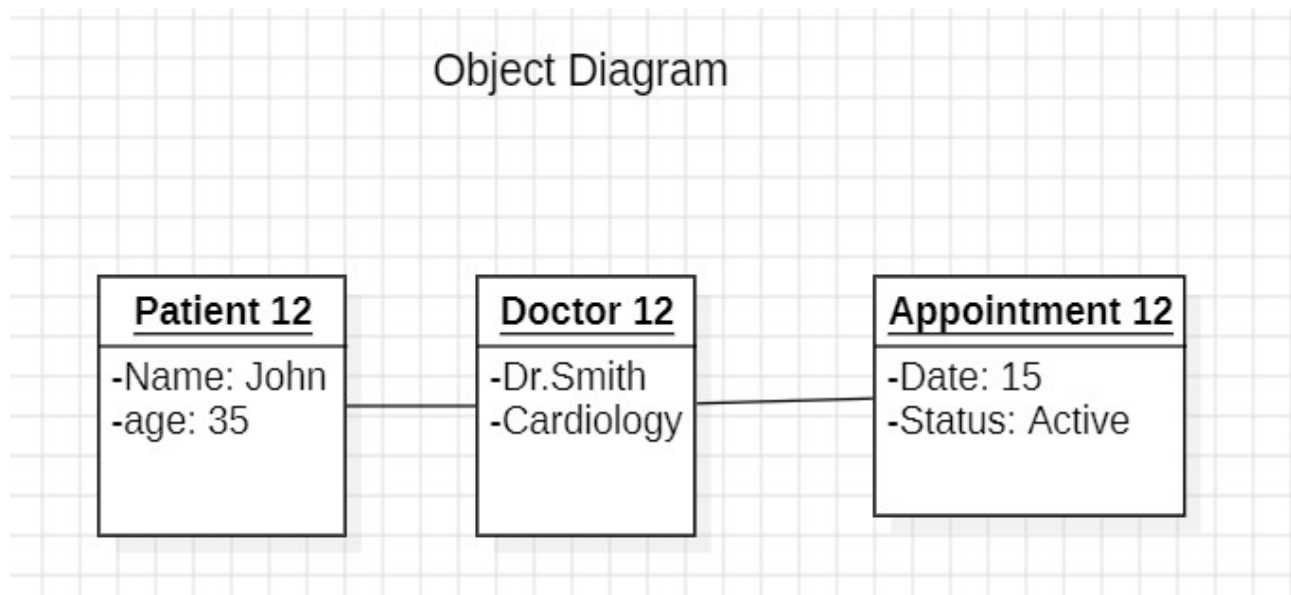 Object Diagram
Patient 12
-Name: John
-age: 35
Doctor 12
-Dr.Smith
-Cardiology
Appointment 12
-Date: 15
-Status: Active